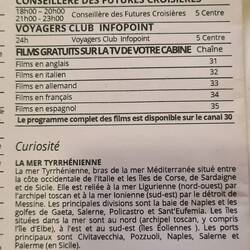 CONSEILLÈRE DES FUTURES CROISIÈRES
18h00 – 20h00 Conseillère des Futures Croisières 5 Centre
21h00 – 23h00
VOYAGERS CLUB INFOPOINT
24h Voyagers Club Infopoint 5 Centre
FILMS GRATUITS SUR LA TV DE VOTRE CABINE Chaîne
Films en anglais 31
Films en italien 32
Films en allemand 33
Films en français 34
Films en espagnol 35
Le programme complet des films est disponible sur le canal 30
Curiosité
LA MER TYRRHÉNIENNE
La mer Tyrrhénienne, bras de la mer Méditerranée situé entre
la côte occidentale de l'Italie et les îles de Corse, de Sardaigne
et de Sicile. Elle est reliée à la mer Ligurienne (nord-ouest) par
l'archipel toscan et à la mer Ionienne (sud-est) par le détroit de
Messine. Les principales divisions sont la baie de Naples et les
golfes de Gaeta, Salerne, Policastro et Sant'Eufemia. Les îles
situées dans la mer sont au nord (archipel toscan, y compris
l'île d'Elbe), à l'est et au sud-est (îles Éoliennes). Les ports
principaux sont Civitavecchia, Pozzuoli, Naples, Salerne et
Palerme (en Sicile).